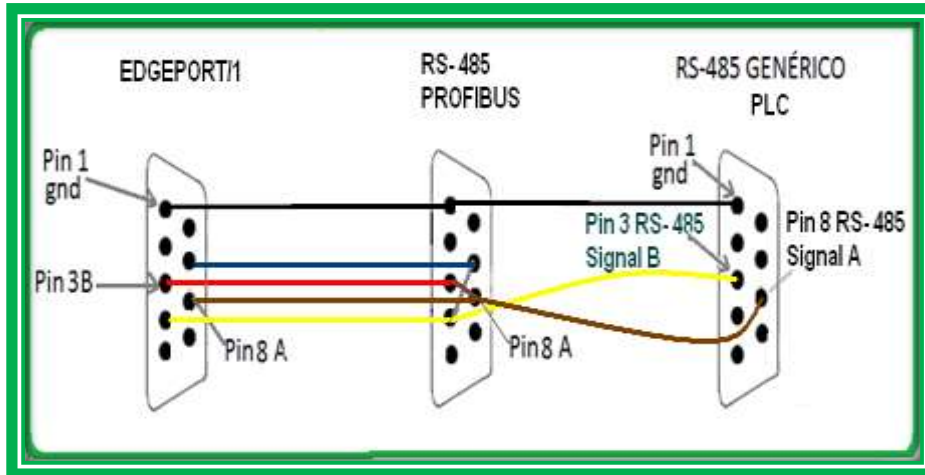 EDGEPORT/1
RS-485
PROFIBUS
RS-485 GENÉRICO
PLC
Pin 1
gnd
Pin 1
gnd
Pin 3 RS-485
Signal B
Pin 8 RS-485
Signal A
Pin 3B
Pin 8 A
Pin 8 A